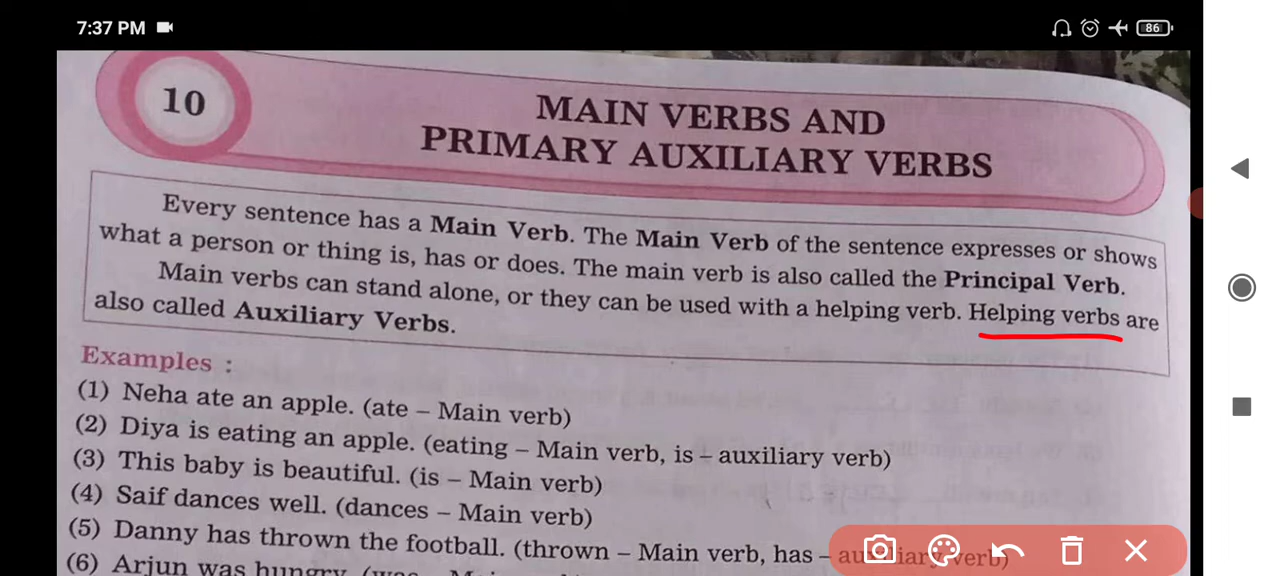 7:37 PM
86
10
MAIN VERBS AND
PRIMARY AUXILIARY VERBS
Every sentence has a Main Verb. The Main Verb of the sentence expresses or shows
what a person or thing is, has or does. The main verb is also called the Principal Verb.
Main verbs can stand alone, or they can be used with a helping verb. Helping verbs are
also called Auxiliary Verbs.
Examples :
(1) Neha ate an apple. (ate – Main verb)
(2) Diya is eating an apple. (eating – Main verb, is – auxiliary verb)
(3) This baby is beautiful. (is – Main verb)
(4) Saif dances well. (dances – Main verb)
(5) Danny has thrown the football. (thrown – Main verb, has – auxiliary verb)
(6) Arjun was hungry. (was – Main